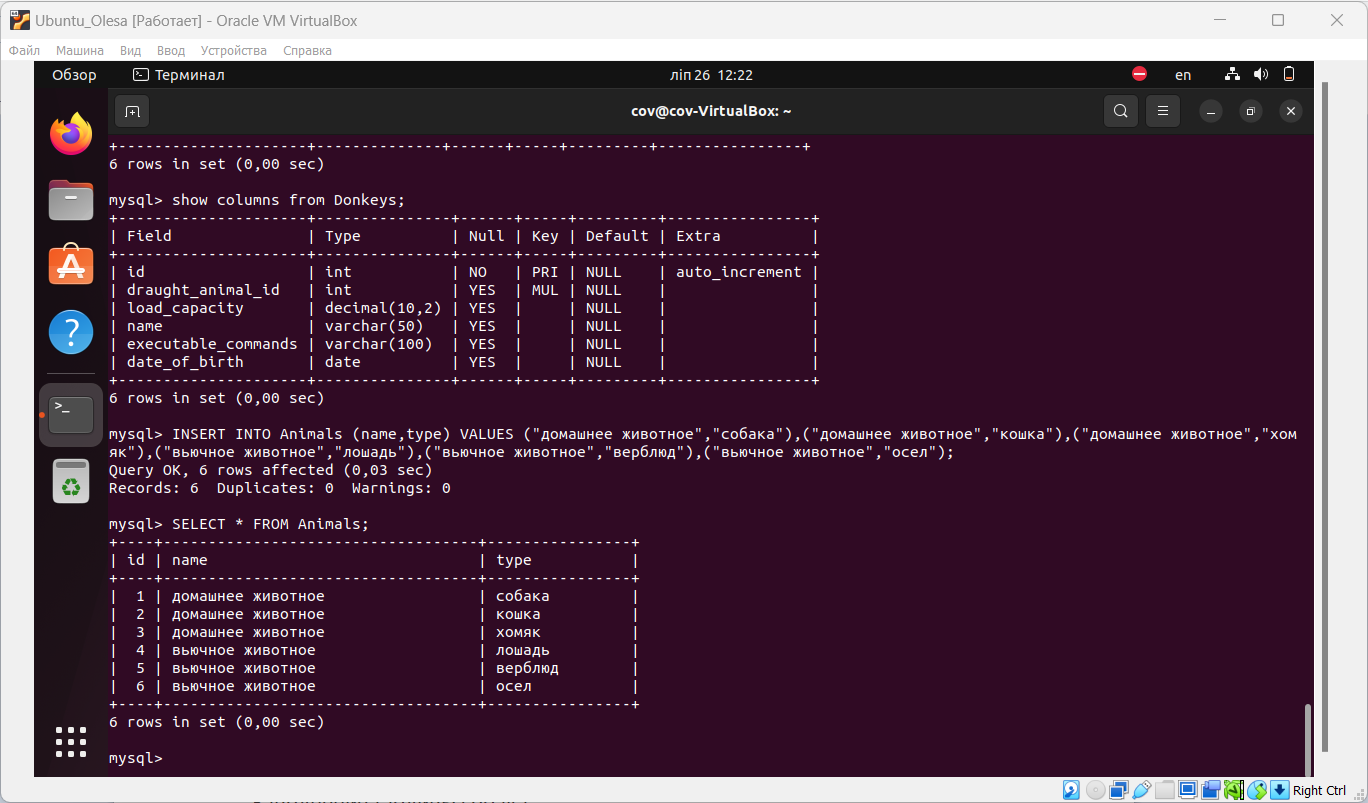 Ubuntu_Olesa [Работает] - Oracle VM VirtualBox
Файл Машина Вид Ввод Устройства Справка
Обзор Терминал ліп 26 12:22 en
cov@cov-VirtualBox: ~
+---------------------+--------------+------+-----+---------+----------------+
6 rows in set (0,00 sec)
mysql> show columns from Donkeys;
+---------------------+---------------+------+-----+---------+----------------+
| Field | Type | Null | Key | Default | Extra |
+---------------------+---------------+------+-----+---------+----------------+
| id | int | NO | PRI | NULL | auto_increment |
| draught_animal_id | int | YES | MUL | NULL | |
| load_capacity | decimal(10,2) | YES | | NULL | |
| name | varchar(50) | YES | | NULL | |
| executable_commands | varchar(100) | YES | | NULL | |
| date_of_birth | date | YES | | NULL | |
+---------------------+---------------+------+-----+---------+----------------+
6 rows in set (0,00 sec)
mysql> INSERT INTO Animals (name,type) VALUES ("домашнее животное","собака"),("домашнее животное","кошка"),("домашнее животное","хом
як"),("вьючное животное","лошадь"),("вьючное животное","верблюд"),("вьючное животное","осел");
Query OK, 6 rows affected (0,03 sec)
Records: 6 Duplicates: 0 Warnings: 0
mysql> SELECT * FROM Animals;
+----+-----------------------------------+----------------+
| id | name | type |
+----+-----------------------------------+----------------+
| 1 | домашнее животное | собака |
| 2 | домашнее животное | кошка |
| 3 | домашнее животное | хомяк |
| 4 | вьючное животное | лошадь |
| 5 | вьючное животное | верблюд |
| 6 | вьючное животное | осел |
+----+-----------------------------------+----------------+
6 rows in set (0,00 sec)
mysql>
Right Ctrl